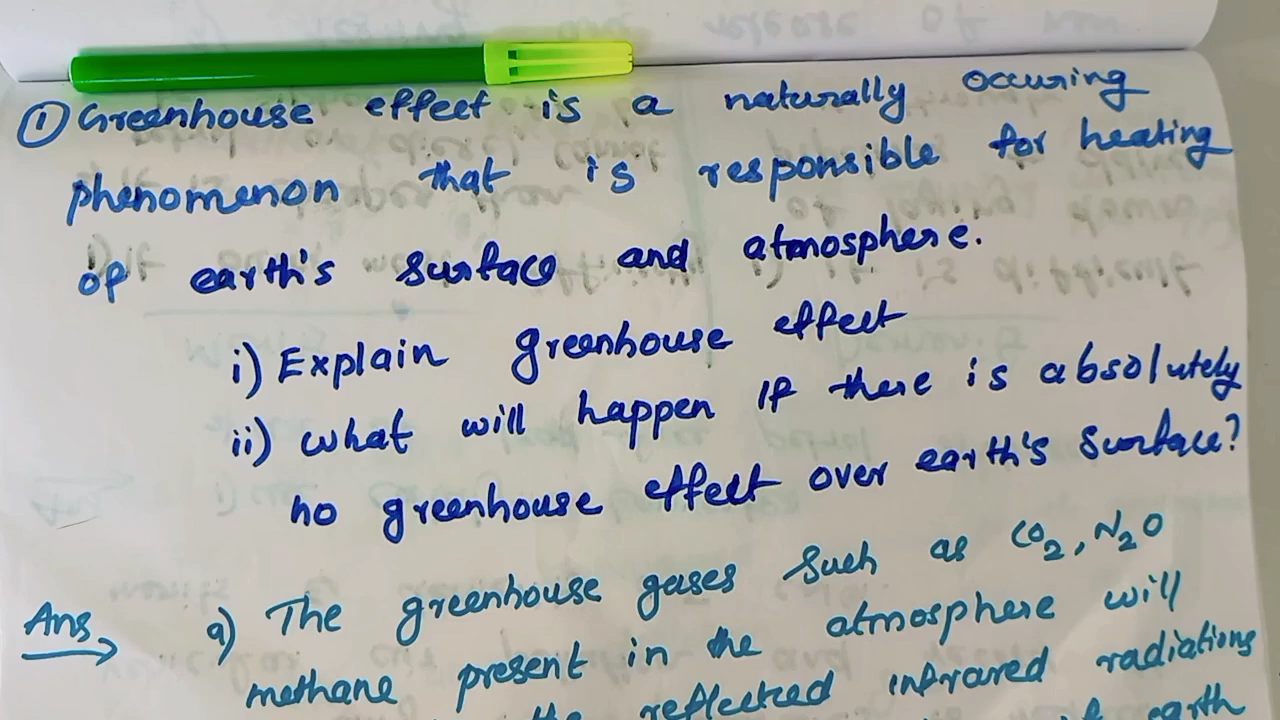 ① Greenhouse effect is a naturally occuring
phenomenon that is responsible for heating
of earth's surface and atmosphere.
i) Explain greenhouse effect
ii) what will happen if there is absolutely
no greenhouse effect over earth's surface?
Ans → a) The greenhouse gases such as CO2, N2O
methane present in the atmosphere will
the reflected infrared radiations
earth